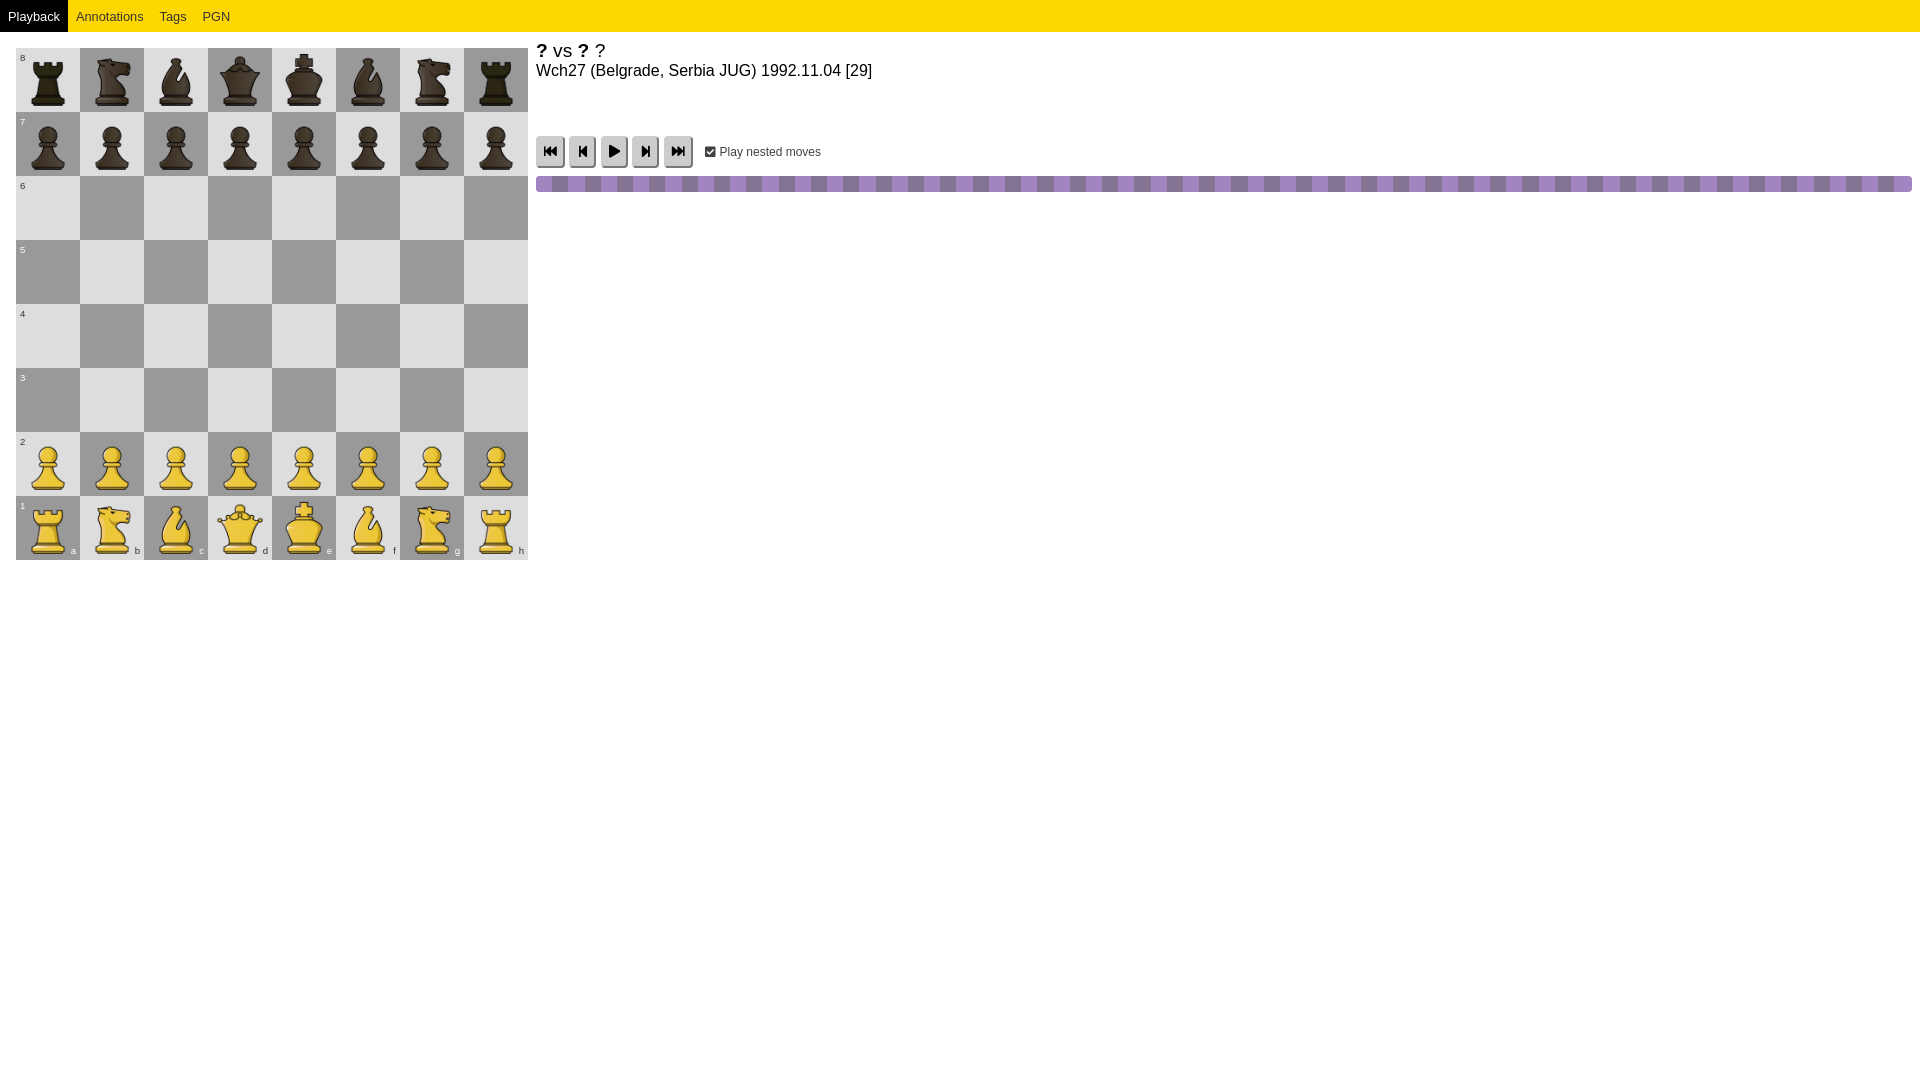 Playback Annotations Tags PGN
? vs ? ?
Wch27 (Belgrade, Serbia JUG) 1992.11.04 [29]
Play nested moves
8
7
6
5
4
3
2
1
a b c d e f g h